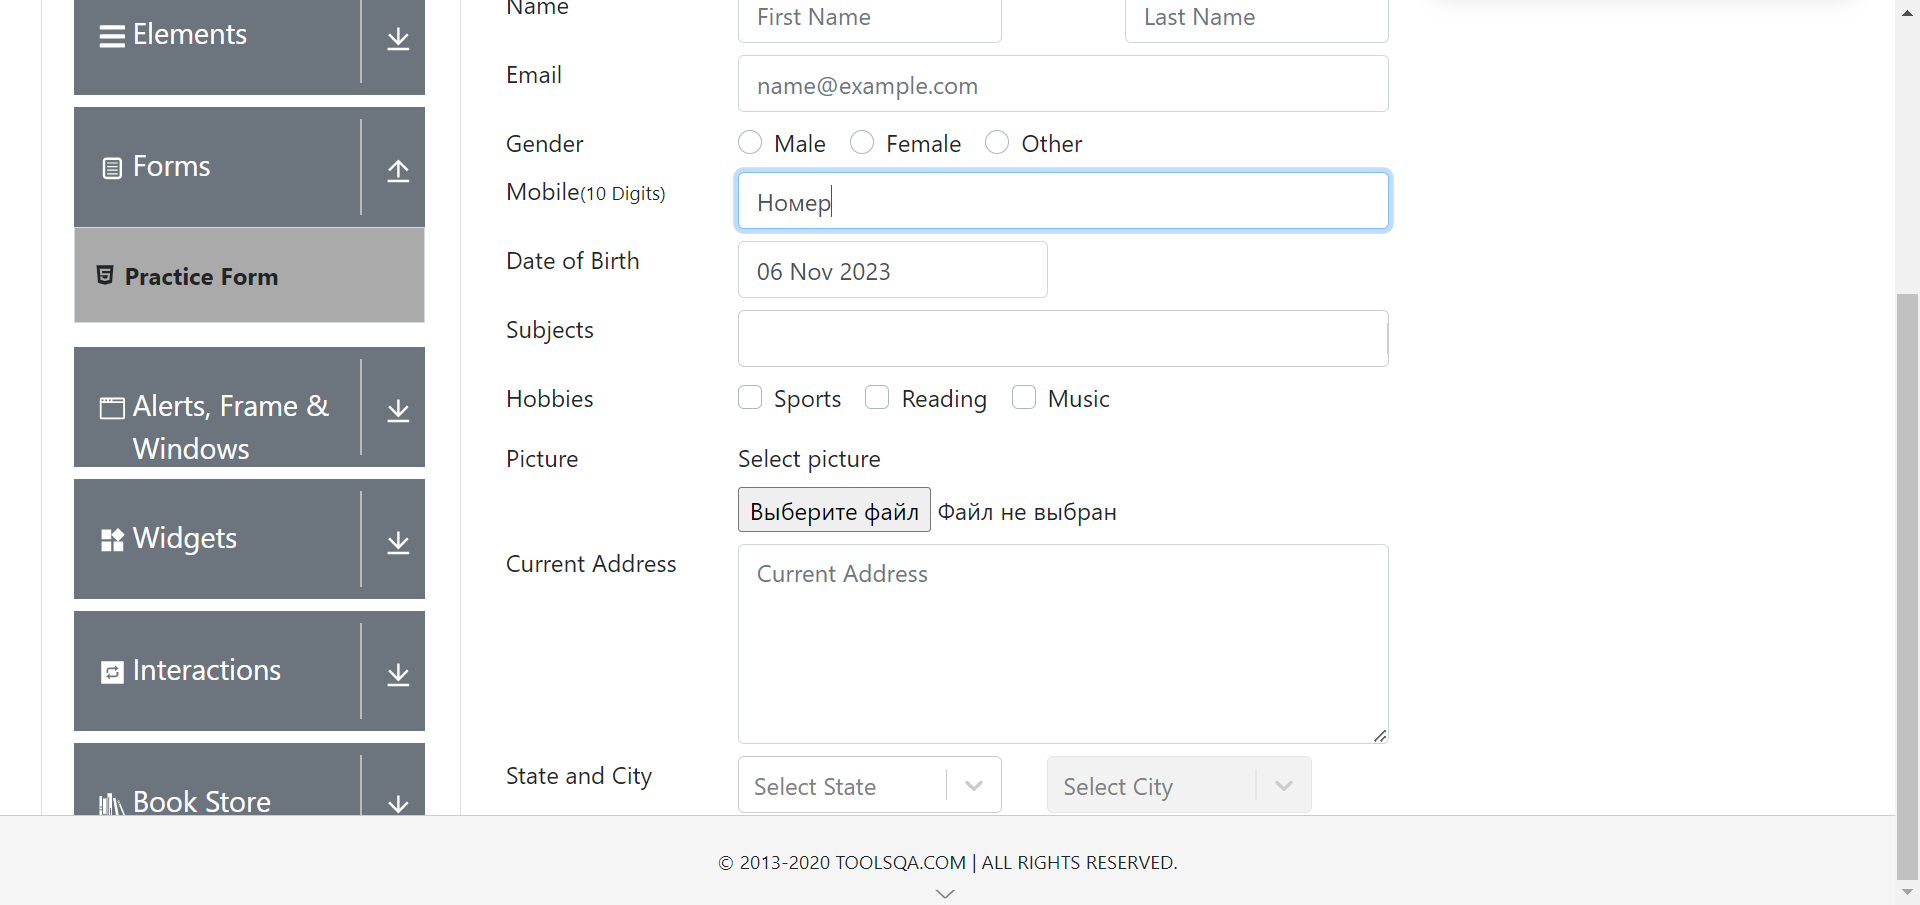 Elements
Forms
Practice Form
Alerts, Frame &
Windows
Widgets
Interactions
Book Store
Name
First Name
Last Name
Email
name@example.com
Gender
Male
Female
Other
Mobile(10 Digits)
Номер
Date of Birth
06 Nov 2023
Subjects
Hobbies
Sports
Reading
Music
Picture
Select picture
Выберите файл Файл не выбран
Current Address
Current Address
State and City
Select State
Select City
© 2013-2020 TOOLSQA.COM | ALL RIGHTS RESERVED.